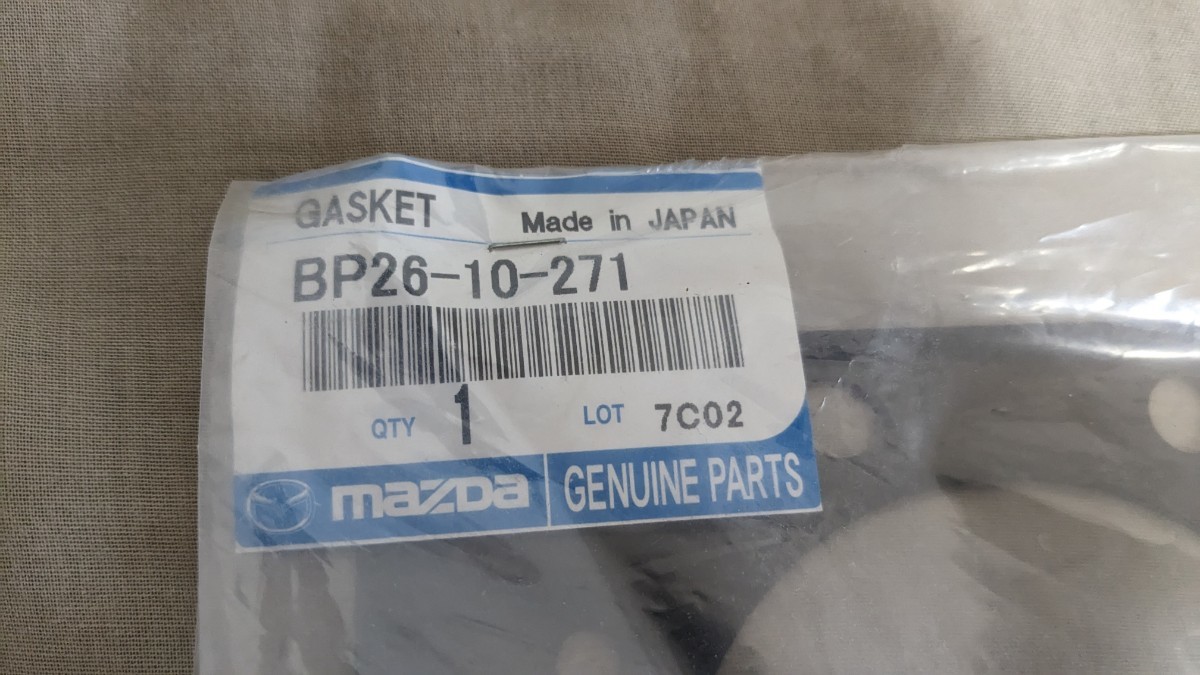 GASKET Made in JAPAN
BP26-10-271
QTY 1 LOT 7C02
mazda GENUINE PARTS